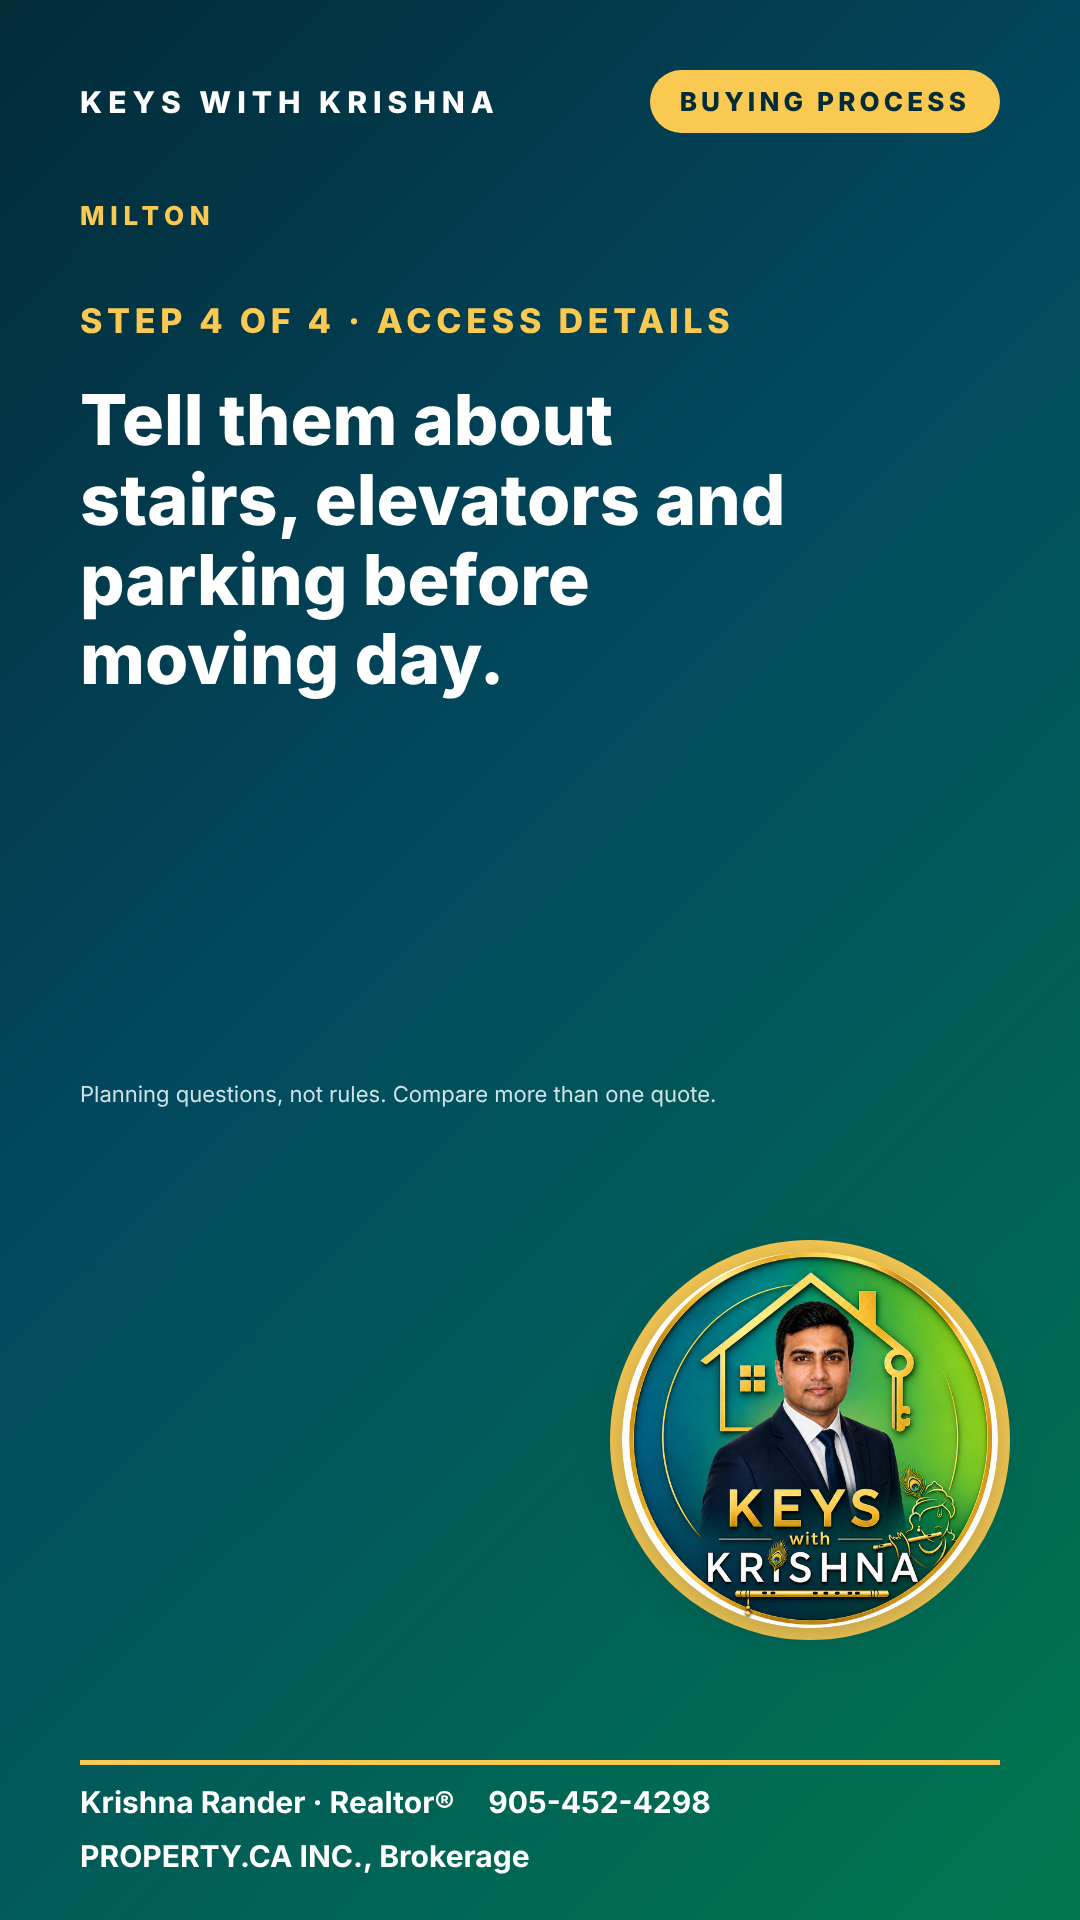 KEYS WITH KRISHNA
BUYING PROCESS
MILTON
STEP 4 OF 4 · ACCESS DETAILS
Tell them about
stairs, elevators and
parking before
moving day.
Planning questions, not rules. Compare more than one quote.
KEYS
with
KRISHNA
Krishna Rander · Realtor® 905-452-4298
PROPERTY.CA INC., Brokerage